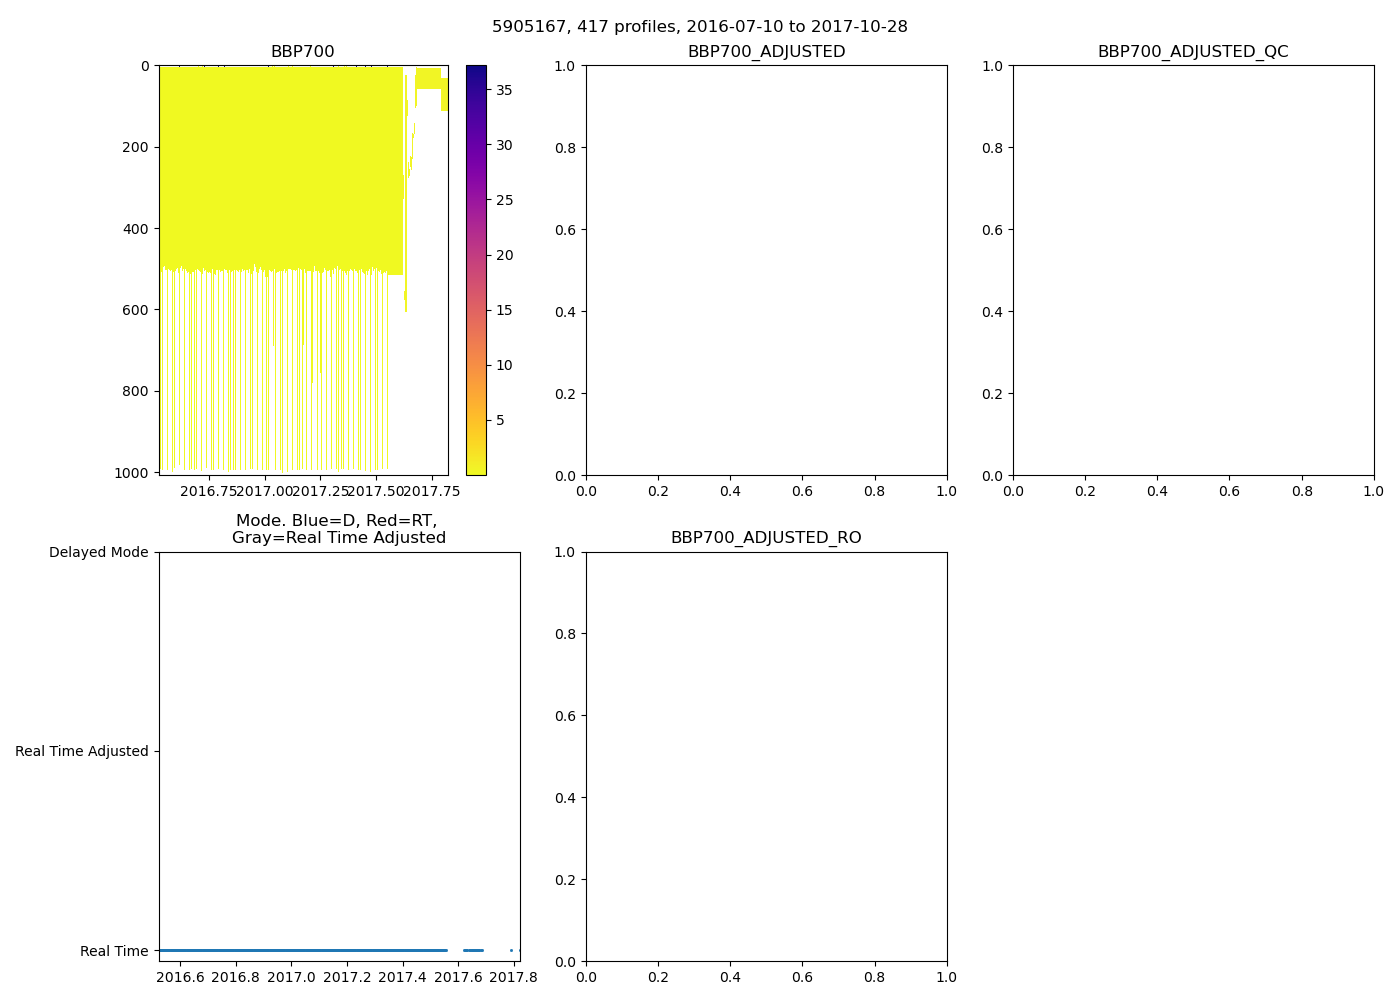 5905167, 417 profiles, 2016-07-10 to 2017-10-28
BBP700
0
200
400
600
800
1000
2016.75 2017.00 2017.25 2017.50 2017.75
35
30
25
20
15
10
5
BBP700_ADJUSTED
1.0
0.8
0.6
0.4
0.2
0.0
0.0 0.2 0.4 0.6 0.8 1.0
BBP700_ADJUSTED_QC
1.0
0.8
0.6
0.4
0.2
0.0
0.0 0.2 0.4 0.6 0.8 1.0
Mode. Blue=D, Red=RT,
Gray=Real Time Adjusted
Delayed Mode
Real Time Adjusted
Real Time
2016.6 2016.8 2017.0 2017.2 2017.4 2017.6 2017.8
BBP700_ADJUSTED_RO
1.0
0.8
0.6
0.4
0.2
0.0
0.0 0.2 0.4 0.6 0.8 1.0